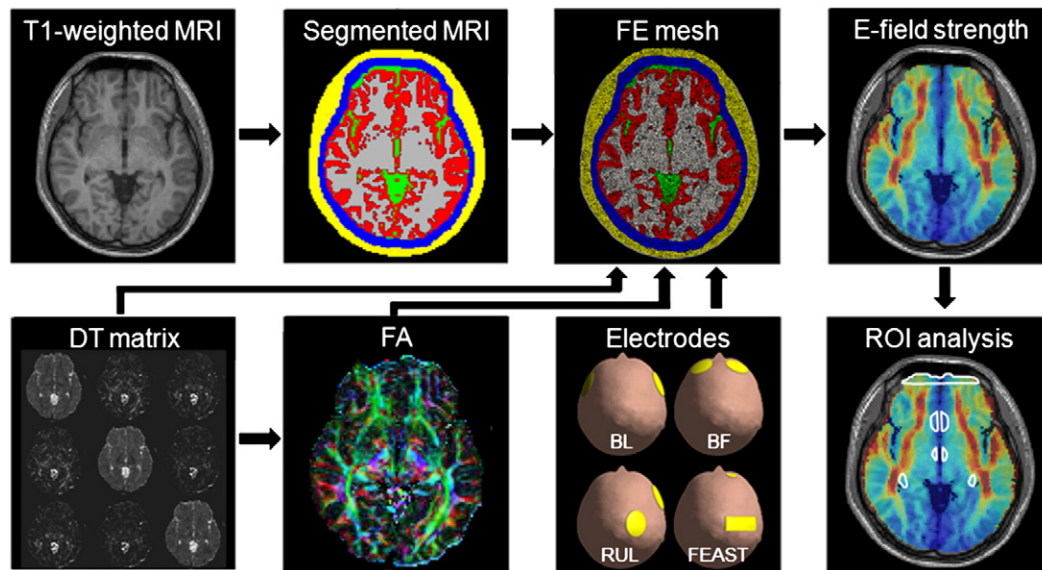 T1-weighted MRI
Segmented MRI
FE mesh
E-field strength
DT matrix
FA
Electrodes
ROI analysis
BL
BF
RUL
FEAST